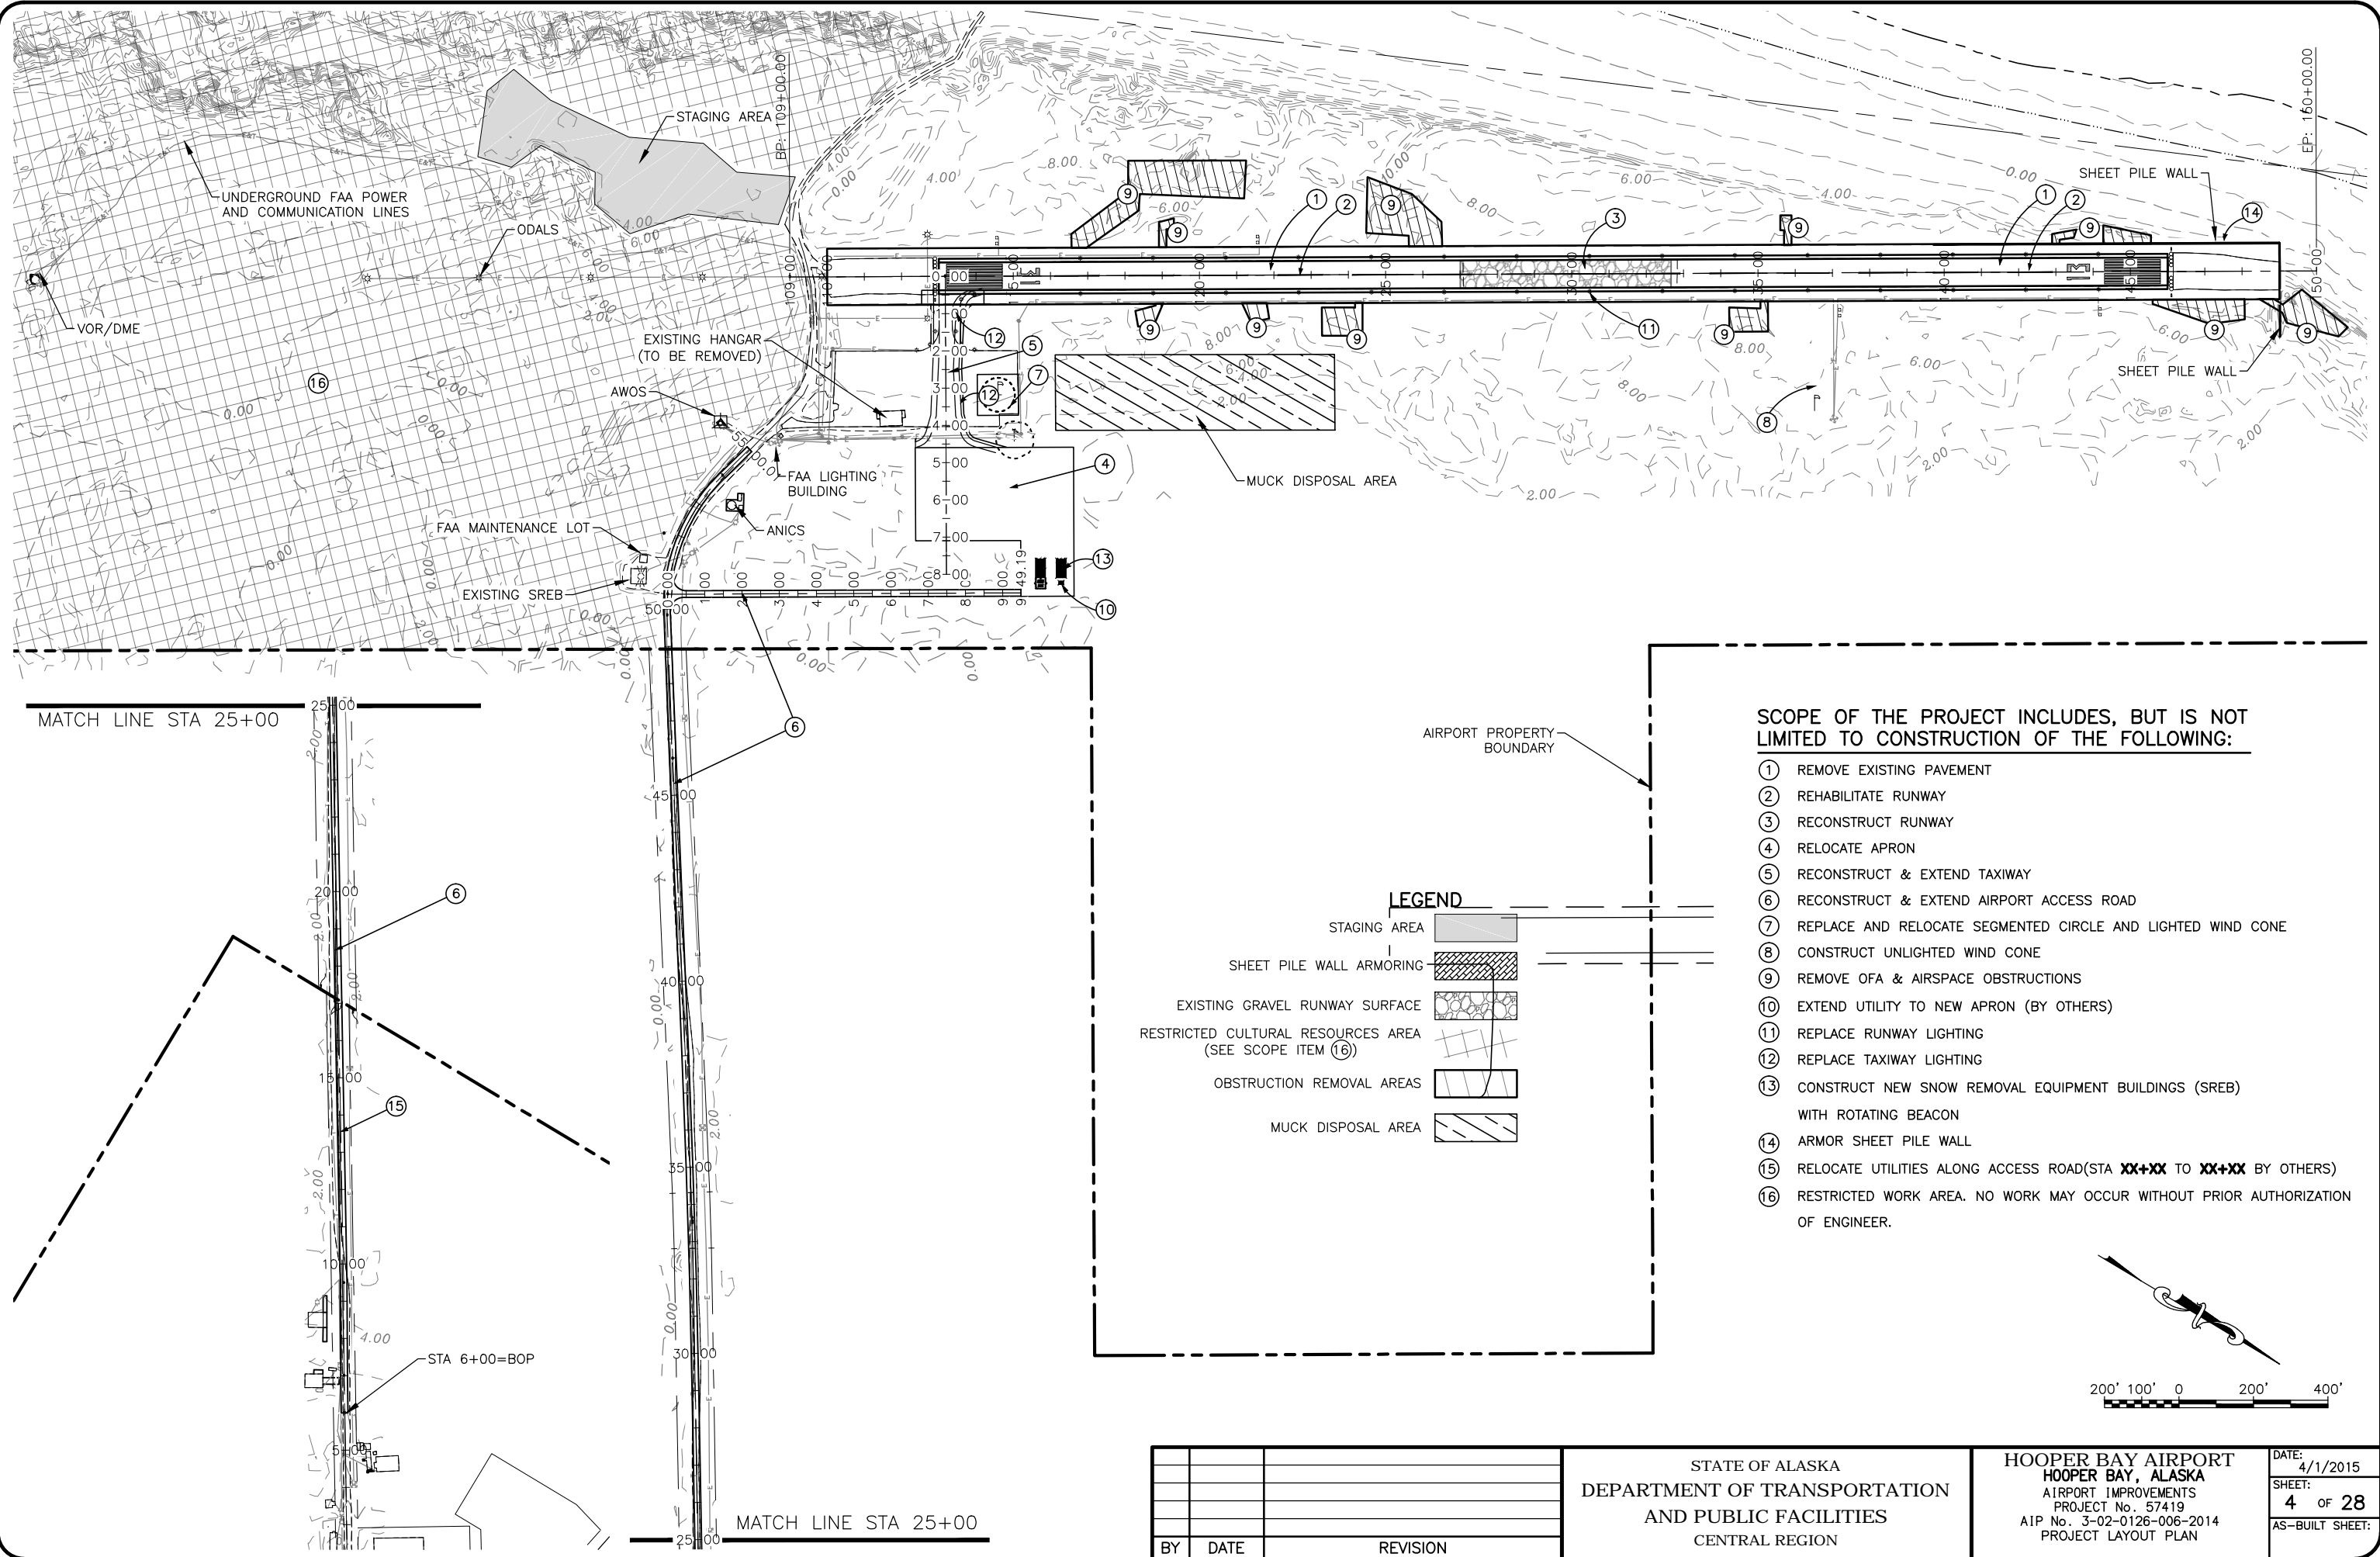 BP: 109+00.00
EP: 160+00.00
STAGING AREA
UNDERGROUND FAA POWER
AND COMMUNICATION LINES
ODALS
VOR/DME
SHEET PILE WALL
SHEET PILE WALL
EXISTING HANGAR
(TO BE REMOVED)
AWOS
FAA LIGHTING
BUILDING
ANICS
FAA MAINTENANCE LOT
EXISTING SREB
MUCK DISPOSAL AREA
MATCH LINE STA 25+00
STA 6+00=BOP
MATCH LINE STA 25+00
AIRPORT PROPERTY
BOUNDARY
LEGEND
STAGING AREA
SHEET PILE WALL ARMORING
EXISTING GRAVEL RUNWAY SURFACE
RESTRICTED CULTURAL RESOURCES AREA
(SEE SCOPE ITEM 16)
OBSTRUCTION REMOVAL AREAS
MUCK DISPOSAL AREA
SCOPE OF THE PROJECT INCLUDES, BUT IS NOT
LIMITED TO CONSTRUCTION OF THE FOLLOWING:
1 REMOVE EXISTING PAVEMENT
2 REHABILITATE RUNWAY
3 RECONSTRUCT RUNWAY
4 RELOCATE APRON
5 RECONSTRUCT & EXTEND TAXIWAY
6 RECONSTRUCT & EXTEND AIRPORT ACCESS ROAD
7 REPLACE AND RELOCATE SEGMENTED CIRCLE AND LIGHTED WIND CONE
8 CONSTRUCT UNLIGHTED WIND CONE
9 REMOVE OFA & AIRSPACE OBSTRUCTIONS
10 EXTEND UTILITY TO NEW APRON (BY OTHERS)
11 REPLACE RUNWAY LIGHTING
12 REPLACE TAXIWAY LIGHTING
13 CONSTRUCT NEW SNOW REMOVAL EQUIPMENT BUILDINGS (SREB)
WITH ROTATING BEACON
14 ARMOR SHEET PILE WALL
15 RELOCATE UTILITIES ALONG ACCESS ROAD(STA XX+XX TO XX+XX BY OTHERS)
16 RESTRICTED WORK AREA. NO WORK MAY OCCUR WITHOUT PRIOR AUTHORIZATION
OF ENGINEER.
200' 100' 0 200' 400'
BY DATE REVISION
STATE OF ALASKA
DEPARTMENT OF TRANSPORTATION
AND PUBLIC FACILITIES
CENTRAL REGION
HOOPER BAY AIRPORT
HOOPER BAY, ALASKA
AIRPORT IMPROVEMENTS
PROJECT No. 57419
AIP No. 3-02-0126-006-2014
PROJECT LAYOUT PLAN
DATE:
4/1/2015
SHEET:
4 OF 28
AS-BUILT SHEET: